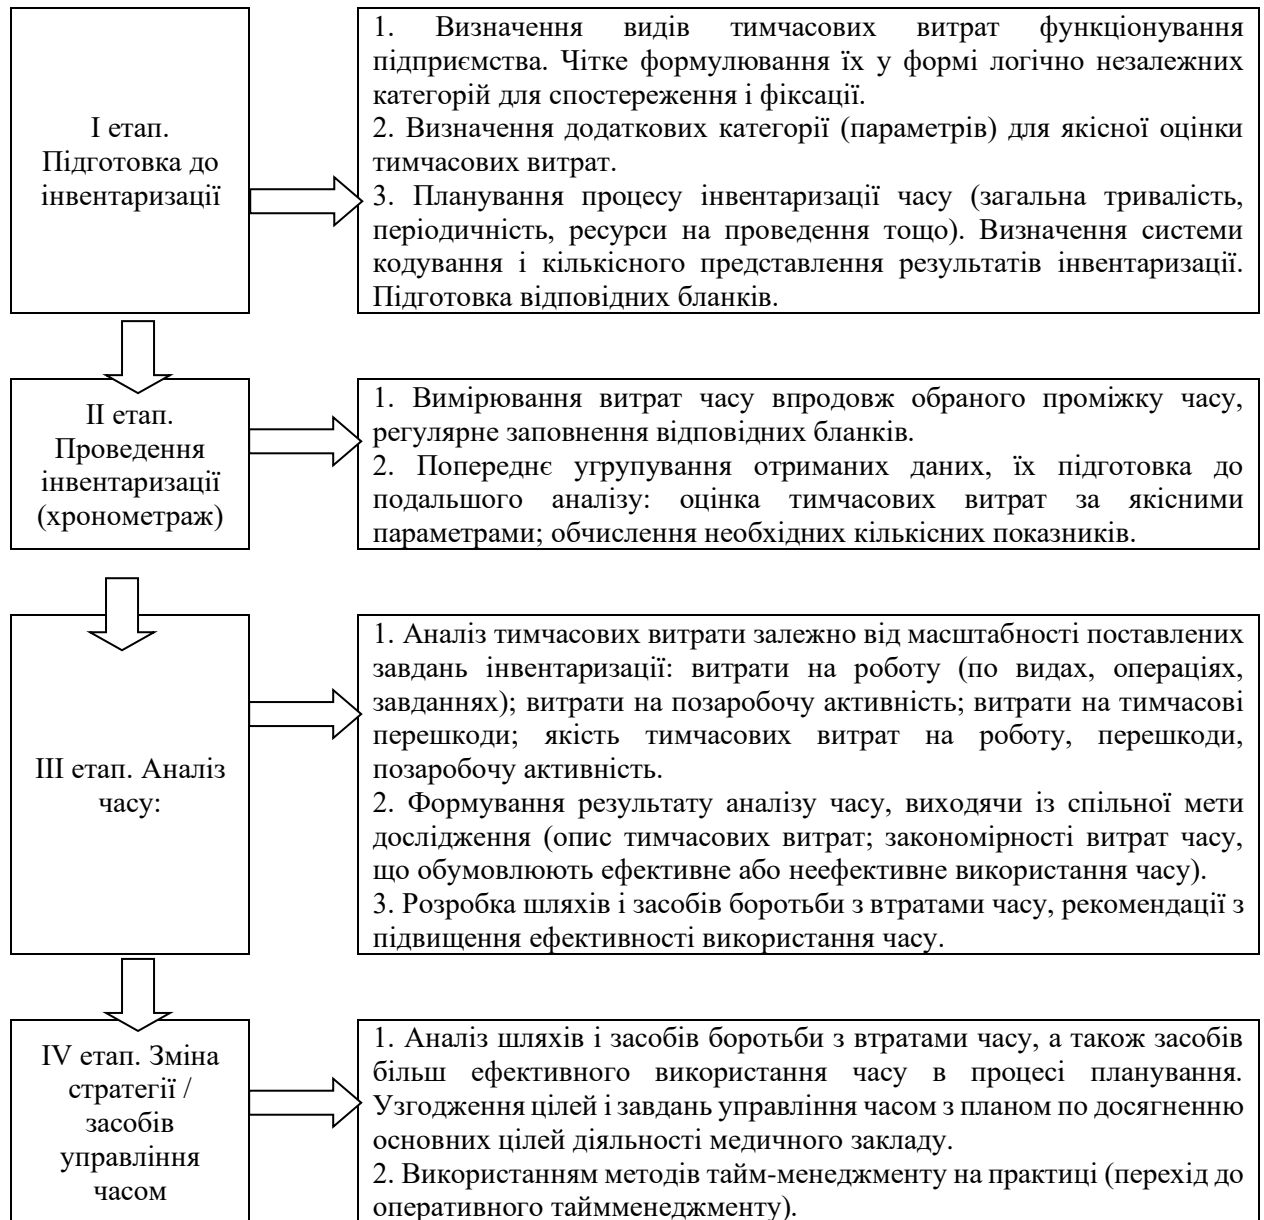 І етап.
Підготовка до
інвентаризації
1. Визначення видів тимчасових витрат функціонування
підприємства. Чітке формулювання їх у формі логічно незалежних
категорій для спостереження і фіксації.
2. Визначення додаткових категорії (параметрів) для якісної оцінки
тимчасових витрат.
3. Планування процесу інвентаризації часу (загальна тривалість,
періодичність, ресурси на проведення тощо). Визначення системи
кодування і кількісного представлення результатів інвентаризації.
Підготовка відповідних бланків.
ІІ етап.
Проведення
інвентаризації
(хронометраж)
1. Вимірювання витрат часу впродовж обраного проміжку часу,
регулярне заповнення відповідних бланків.
2. Попереднє угрупування отриманих даних, їх підготовка до
подальшого аналізу: оцінка тимчасових витрат за якісними
параметрами; обчислення необхідних кількісних показників.
ІІІ етап. Аналіз
часу:
1. Аналіз тимчасових витрати залежно від масштабності поставлених
завдань інвентаризації: витрати на роботу (по видах, операціях,
завданнях); витрати на позаробочу активність; витрати на тимчасові
перешкоди; якість тимчасових витрат на роботу, перешкоди,
позаробочу активність.
2. Формування результату аналізу часу, виходячи із спільної мети
дослідження (опис тимчасових витрат; закономірності витрат часу,
що обумовлюють ефективне або неефективне використання часу).
3. Розробка шляхів і засобів боротьби з втратами часу, рекомендації з
підвищення ефективності використання часу.
IV етап. Зміна
стратегії /
засобів
управління
часом
1. Аналіз шляхів і засобів боротьби з втратами часу, а також засобів
більш ефективного використання часу в процесі планування.
Узгодження цілей і завдань управління часом з планом по досягненню
основних цілей діяльності медичного закладу.
2. Використанням методів тайм-менеджменту на практиці (перехід до
оперативного таймменеджменту).